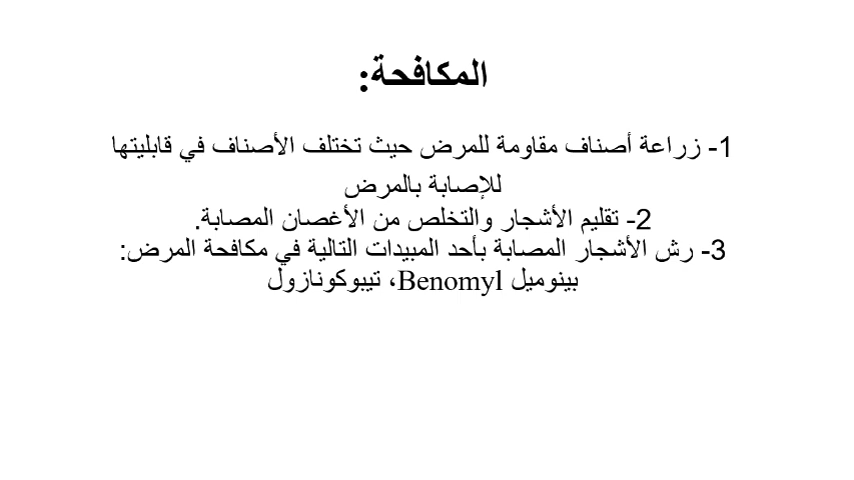 المكافحة:
1- زراعة أصناف مقاومة للمرض حيث تختلف الأصناف في قابليتها
للإصابة بالمرض
2- تقليم الأشجار والتخلص من الأغصان المصابة.
3- رش الأشجار المصابة بأحد المبيدات التالية في مكافحة المرض:
بينوميل Benomyl، تيبوكونازول